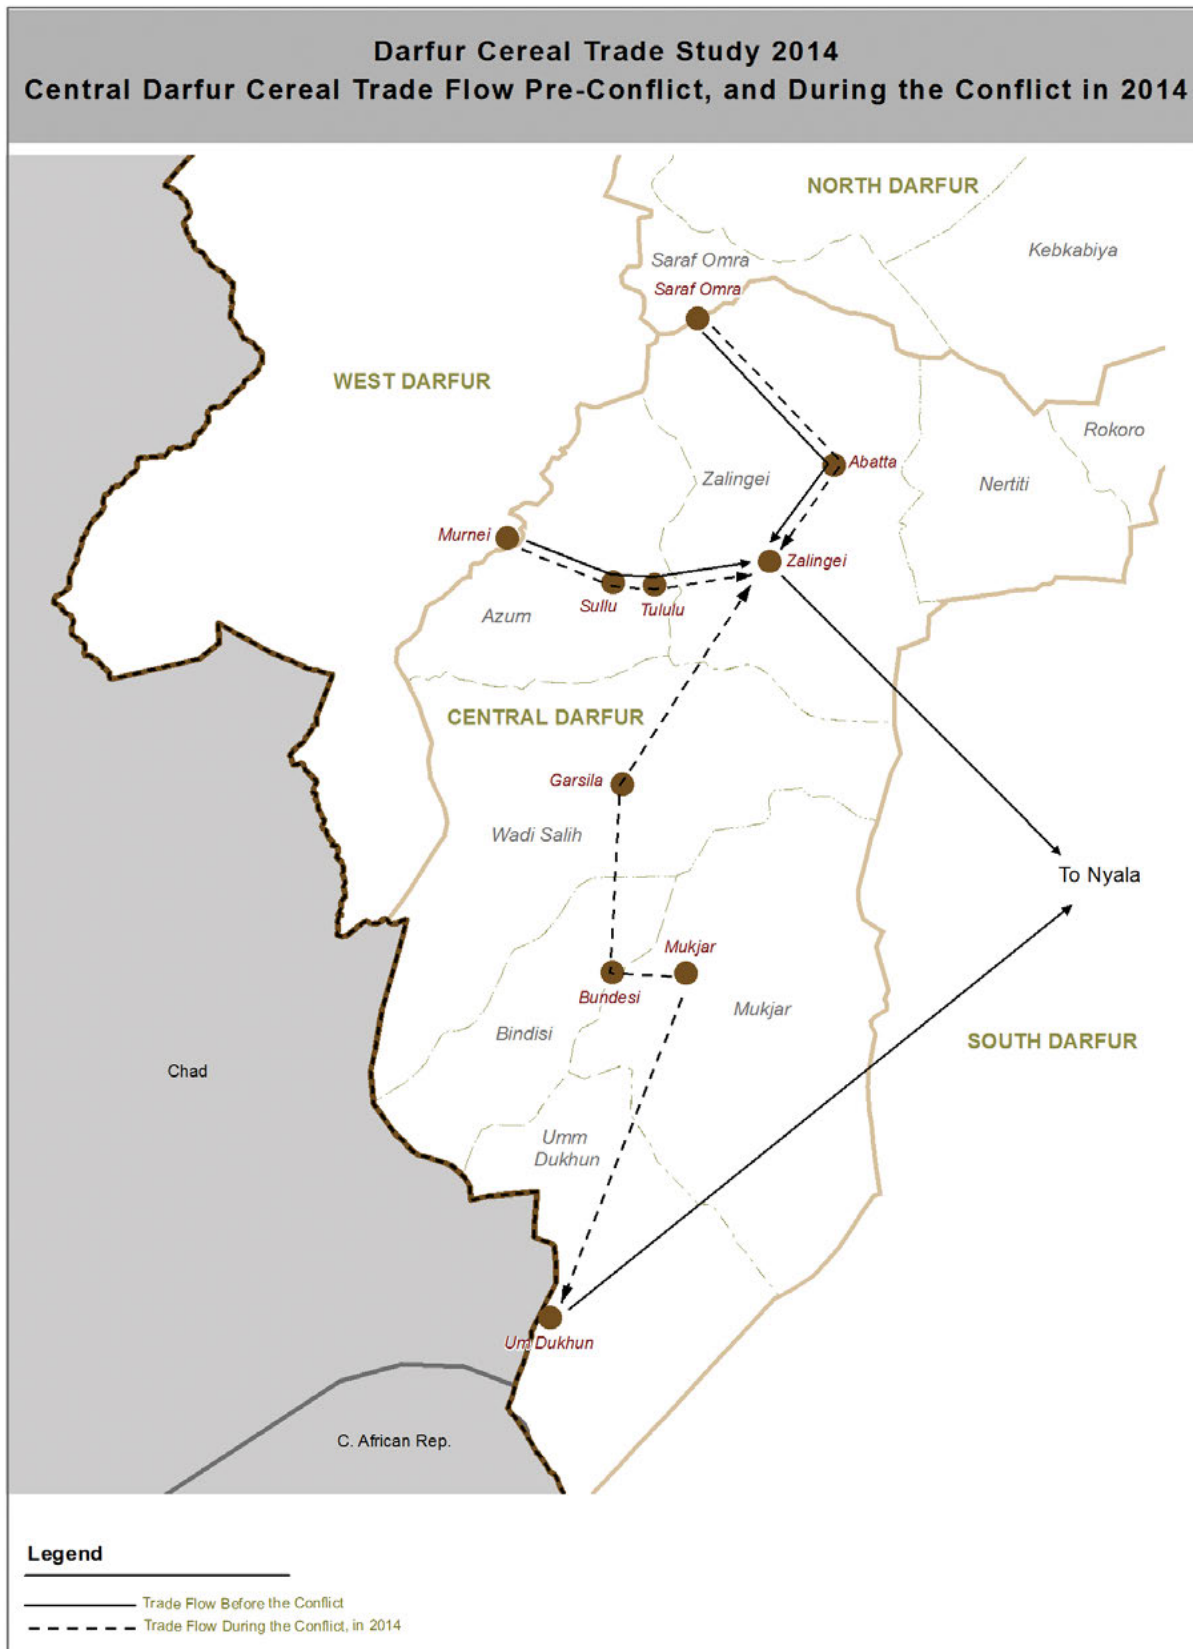 Darfur Cereal Trade Study 2014
Central Darfur Cereal Trade Flow Pre-Conflict, and During the Conflict in 2014
NORTH DARFUR
Kebkabiya
Saraf Omra
Saraf Omra
WEST DARFUR
Rokoro
Abatta
Zalingei
Nertiti
Murnei
Zalingei
Sullu
Tululu
Azum
CENTRAL DARFUR
Garsila
Wadi Salih
To Nyala
Mukjar
Bundesi
Mukjar
Bindisi
SOUTH DARFUR
Chad
Umm
Dukhun
Um Dukhun
C. African Rep.
Legend
Trade Flow Before the Conflict
Trade Flow During the Conflict, in 2014